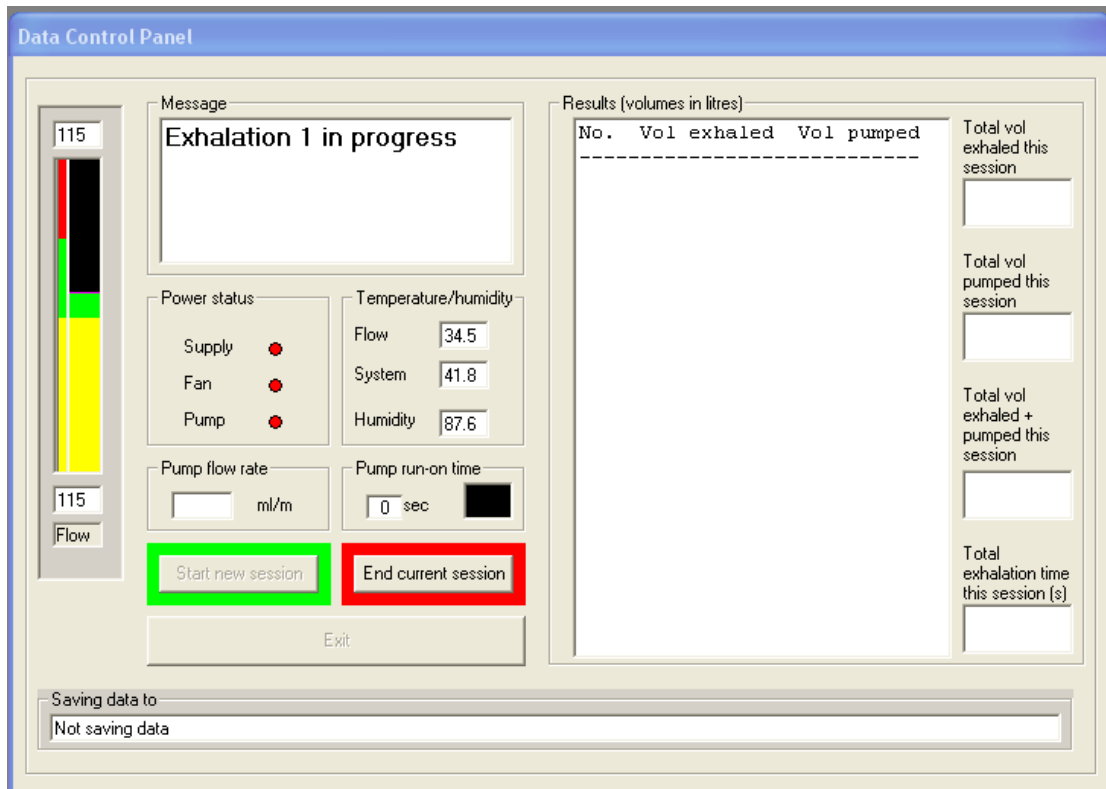 Data Control Panel
115
115
Flow
Message
Exhalation 1 in progress
Power status
Supply
Fan
Pump
Temperature/humidity
Flow 34.5
System 41.8
Humidity 87.6
Pump flow rate
ml/m
Pump run-on time
0 sec
Start new session
End current session
Exit
Results (volumes in litres)
No. Vol exhaled Vol pumped
----------------------------
Total vol
exhaled this
session
Total vol
pumped this
session
Total vol
exhaled +
pumped this
session
Total
exhalation time
this session (s)
Saving data to
Not saving data